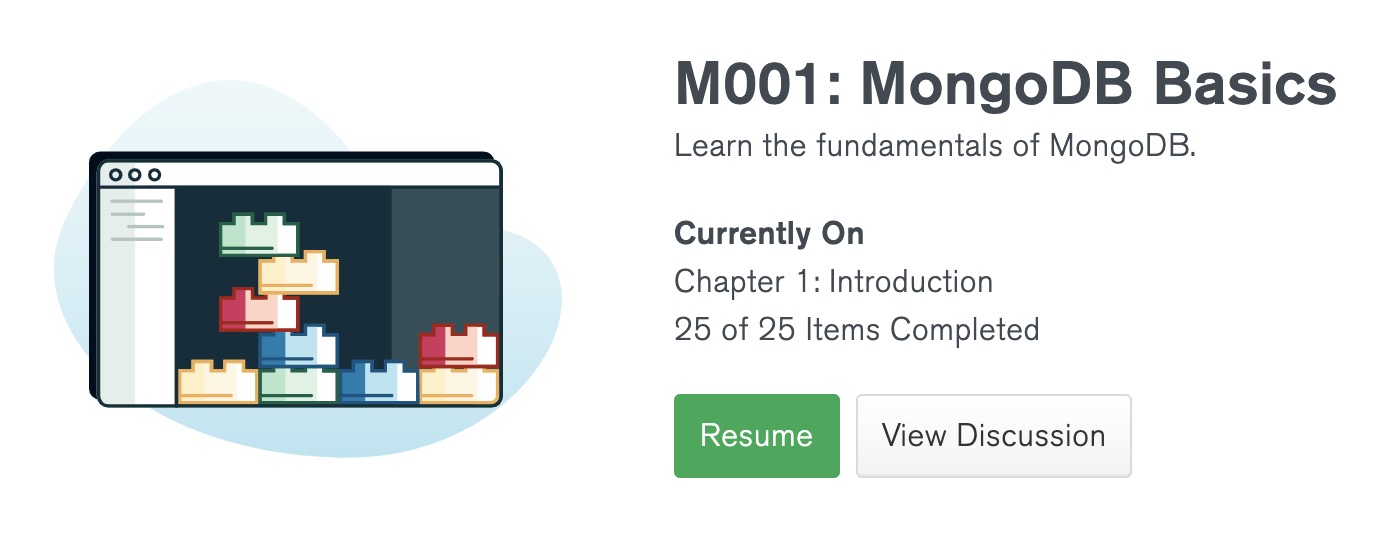 M001: MongoDB Basics
Learn the fundamentals of MongoDB.
Currently On
Chapter 1: Introduction
25 of 25 Items Completed
Resume
View Discussion